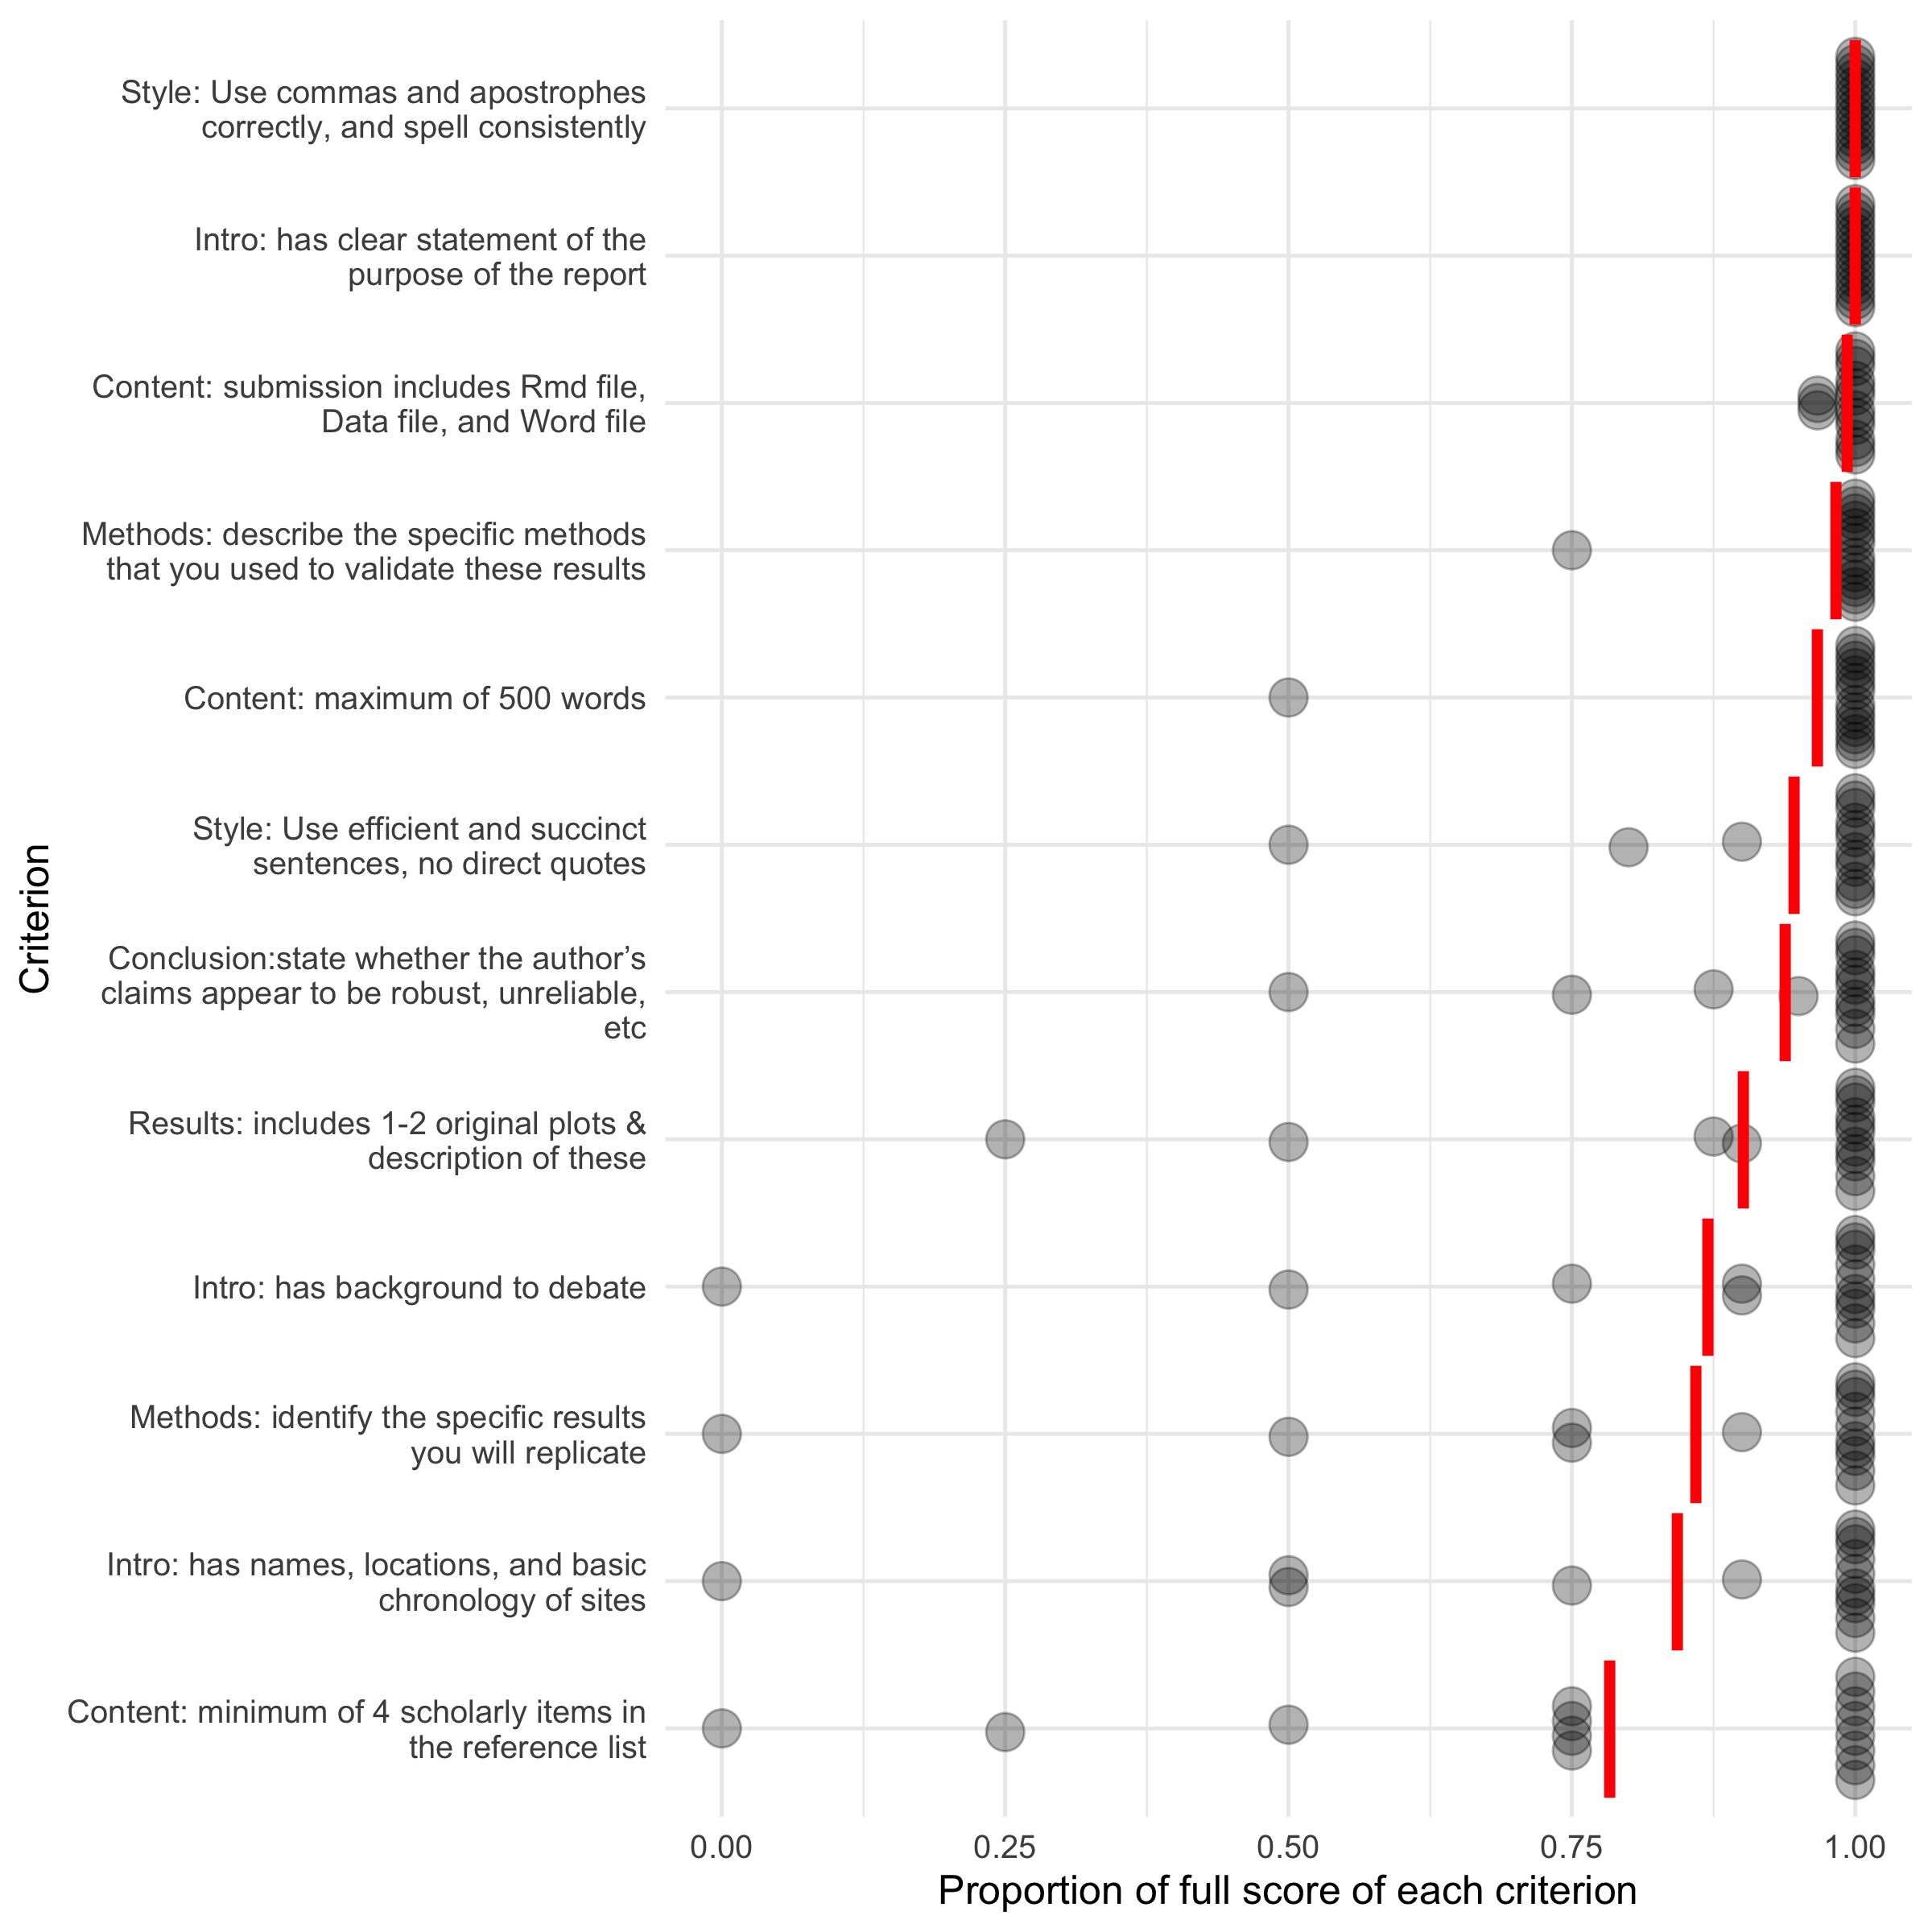 Style: Use commas and apostrophes
correctly, and spell consistently
Intro: has clear statement of the
purpose of the report
Content: submission includes Rmd file,
Data file, and Word file
Methods: describe the specific methods
that you used to validate these results
Content: maximum of 500 words
Style: Use efficient and succinct
sentences, no direct quotes
Conclusion:state whether the author’s
claims appear to be robust, unreliable,
etc
Results: includes 1-2 original plots &
description of these
Intro: has background to debate
Methods: identify the specific results
you will replicate
Intro: has names, locations, and basic
chronology of sites
Content: minimum of 4 scholarly items in
the reference list
Criterion
0.00 0.25 0.50 0.75 1.00
Proportion of full score of each criterion